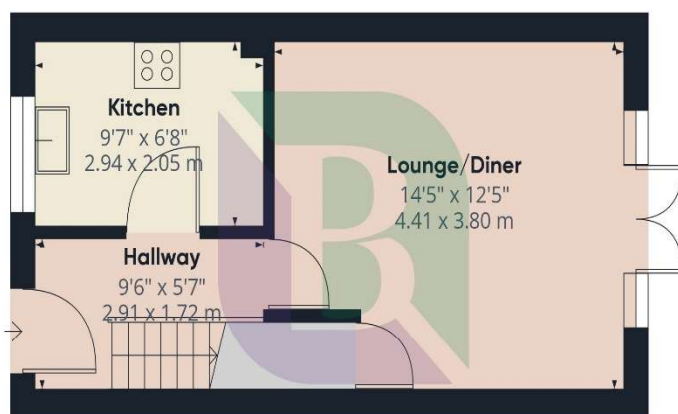 Kitchen
9'7" x 6'8"
2.94 x 2.05 m
Lounge/Diner
14'5" x 12'5"
4.41 x 3.80 m
Hallway
9'6" x 5'7"
2.91 x 1.72 m
R